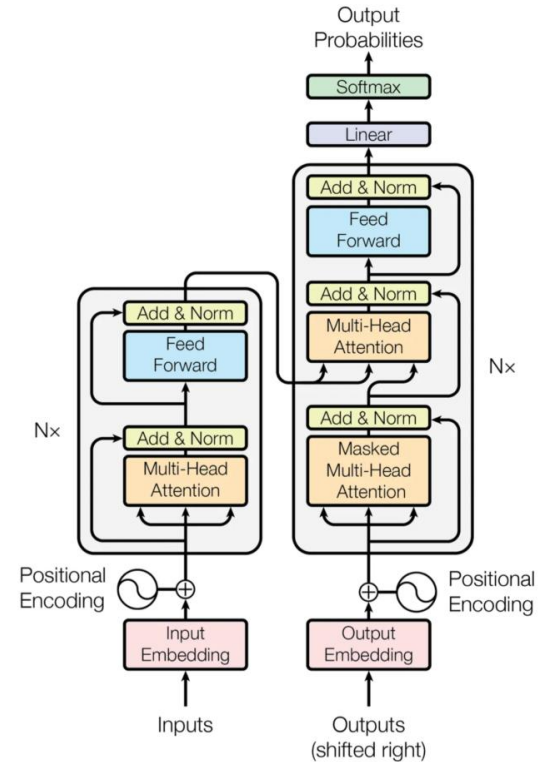 Output
Probabilities
Softmax
Linear
Add & Norm
Feed
Forward
Add & Norm
Multi-Head
Attention
Add & Norm
Masked
Multi-Head
Attention
N×
Add & Norm
Feed
Forward
Add & Norm
Multi-Head
Attention
N×
Positional
Encoding
Positional
Encoding
Input
Embedding
Output
Embedding
Inputs
Outputs
(shifted right)